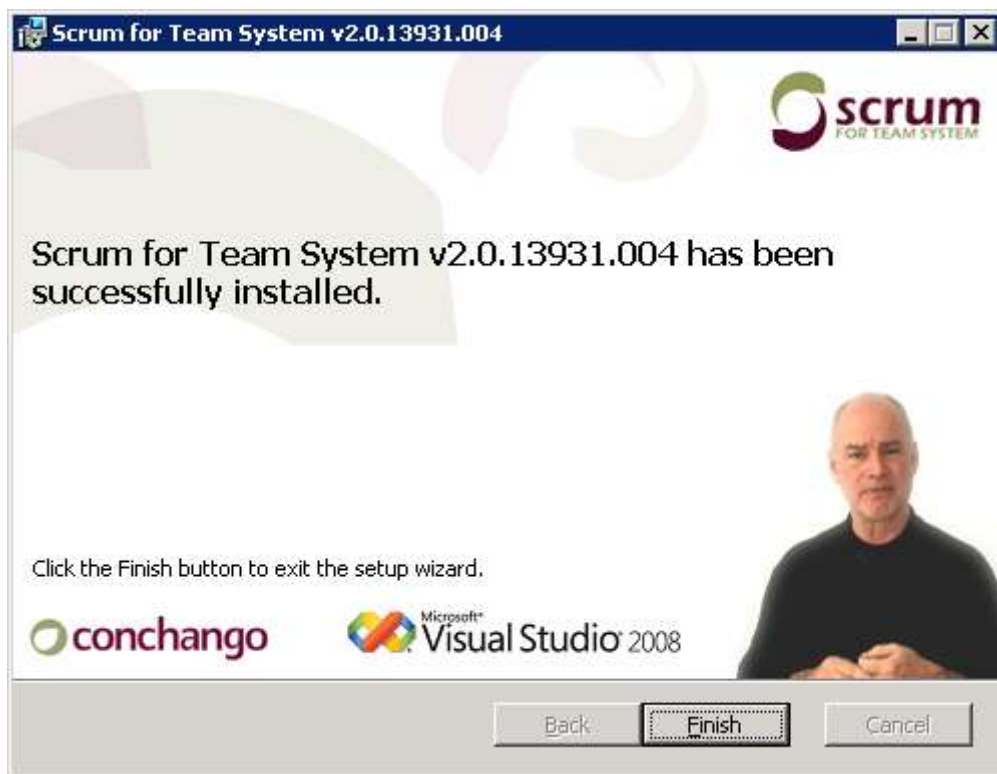 Scrum for Team System v2.0.13931.004
scrum
FOR TEAM SYSTEM
Scrum for Team System v2.0.13931.004 has been
successfully installed.
Click the Finish button to exit the setup wizard.
conchango
Microsoft®
Visual Studio® 2008
Back
Finish
Cancel